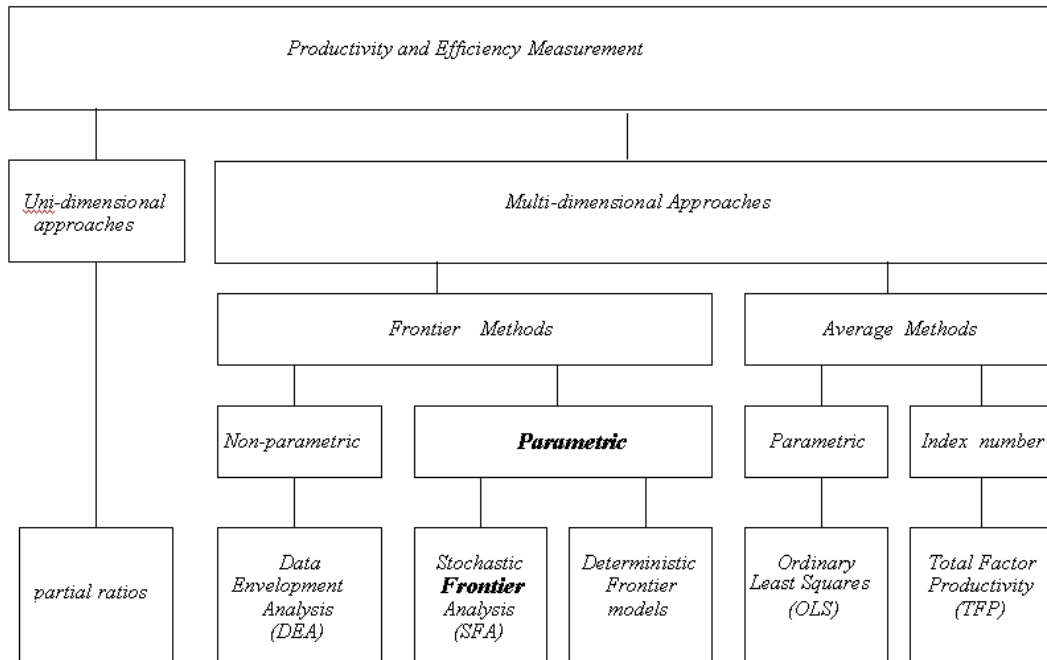 Productivity and Efficiency Measurement
Uni-dimensional
approaches
Multi-dimensional Approaches
Frontier Methods
Average Methods
Non-parametric
Parametric
Parametric
Index number
partial ratios
Data
Envelopment
Analysis
(DEA)
Stochastic
Frontier
Analysis
(SFA)
Deterministic
Frontier
models
Ordinary
Least Squares
(OLS)
Total Factor
Productivity
(TFP)